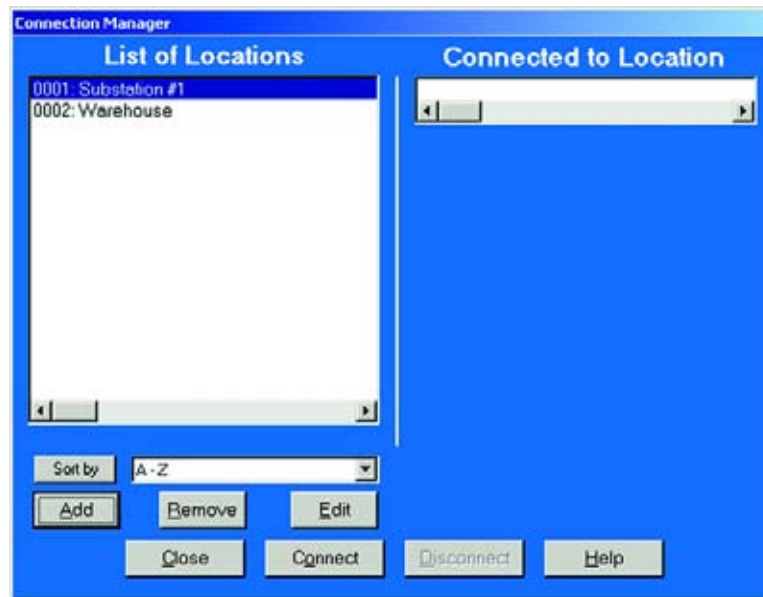 Connection Manager
List of Locations
Connected to Location
0001: Substation #1
0002: Warehouse
Sort by
A - Z
Add
Remove
Edit
Close
Connect
Disconnect
Help